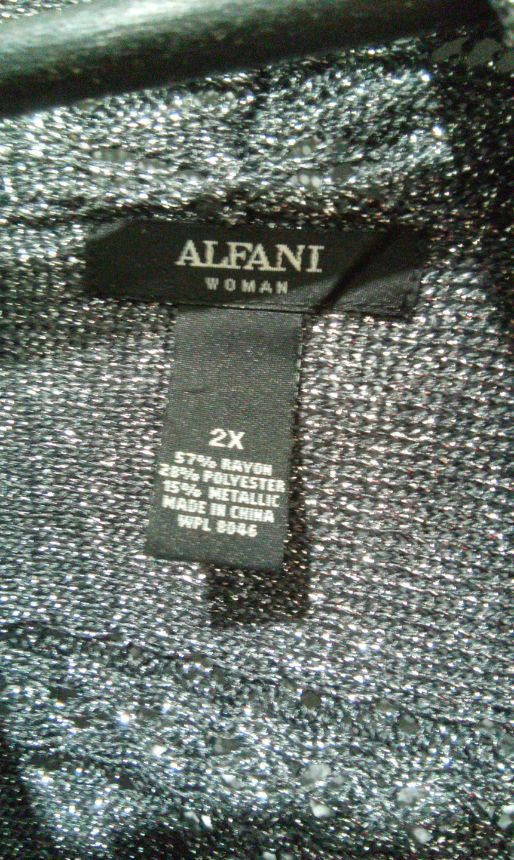 ALFANI
WOMAN
2X
57% RAYON
28% POLYESTER
15% METALLIC
MADE IN CHINA
WPL 8046